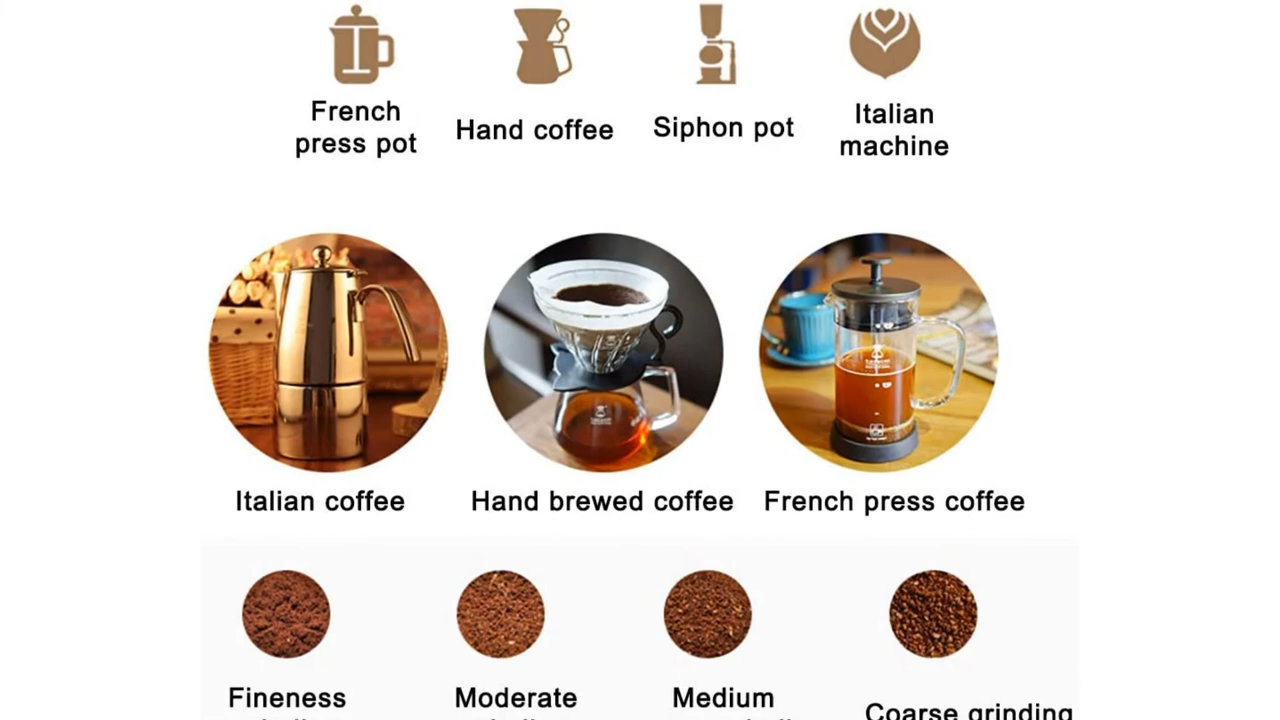 French
press pot
Hand coffee
Siphon pot
Italian
machine
Italian coffee
Hand brewed coffee
French press coffee
Fineness
Moderate
Medium
Coarse grinding